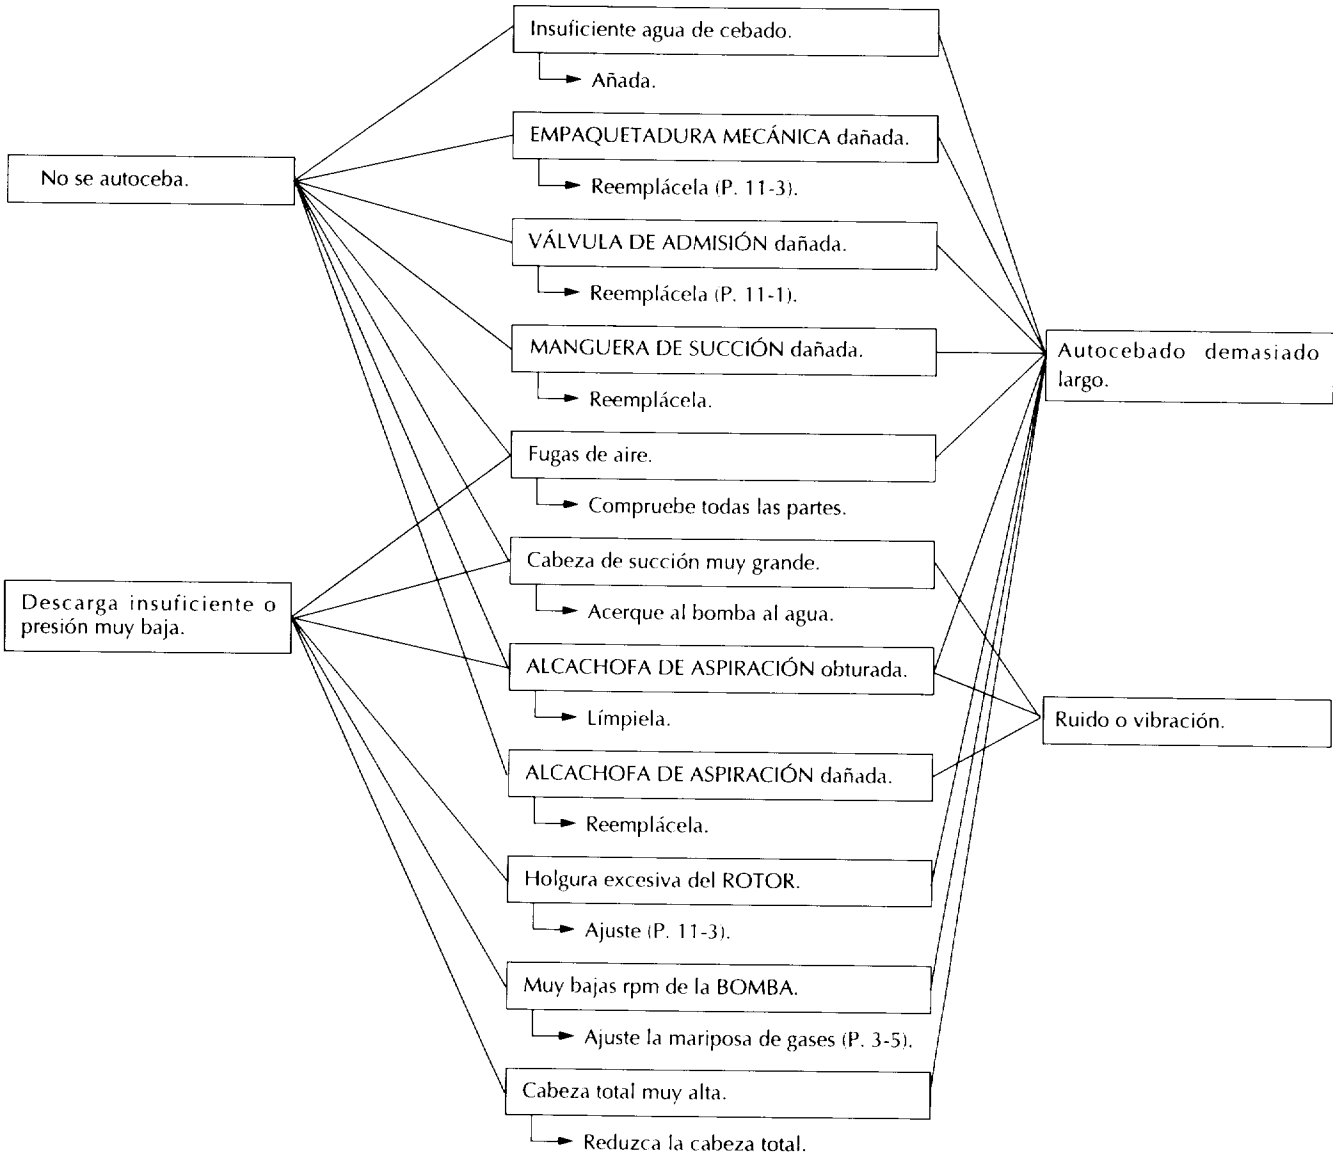 Insuficiente agua de cebado.
Añada.
EMPAQUETADURA MECÁNICA dañada.
No se autoceba.
Reemplácela (P. 11-3).
VÁLVULA DE ADMISIÓN dañada.
Reemplácela (P. 11-1).
MANGUERA DE SUCCIÓN dañada.
Autocebado demasiado
largo.
Reemplácela.
Fugas de aire.
Compruebe todas las partes.
Cabeza de succión muy grande.
Descarga insuficiente o
presión muy baja.
Acerque al bomba al agua.
ALCACHOFA DE ASPIRACIÓN obturada.
Límpiela.
Ruido o vibración.
ALCACHOFA DE ASPIRACIÓN dañada.
Reemplácela.
Holgura excesiva del ROTOR.
Ajuste (P. 11-3).
Muy bajas rpm de la BOMBA.
Ajuste la mariposa de gases (P. 3-5).
Cabeza total muy alta.
Reduzca la cabeza total.